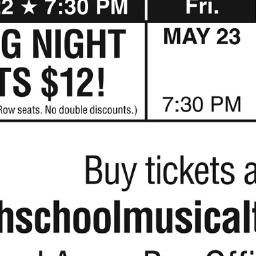 2 ★ 7:30 PM Fri.
G NIGHT
TS $12!
Row seats. No double discounts.)
MAY 23
7:30 PM
Buy tickets a
hschoolmusicalt